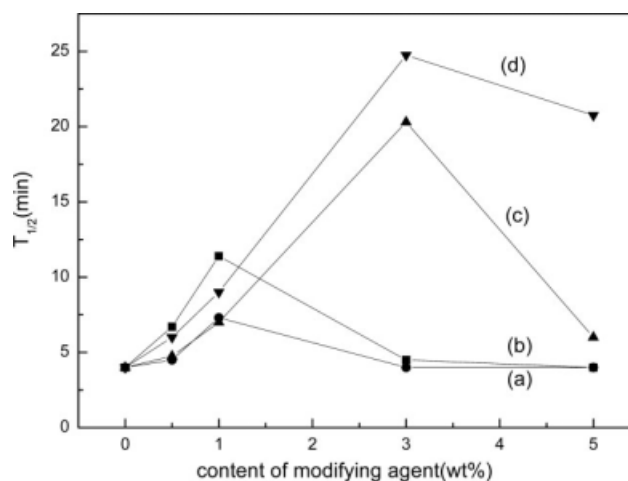 25
20
15
10
5
0
T1/2(min)
(d)
(c)
(b)
(a)
0 1 2 3 4 5
content of modifying agent(wt%)